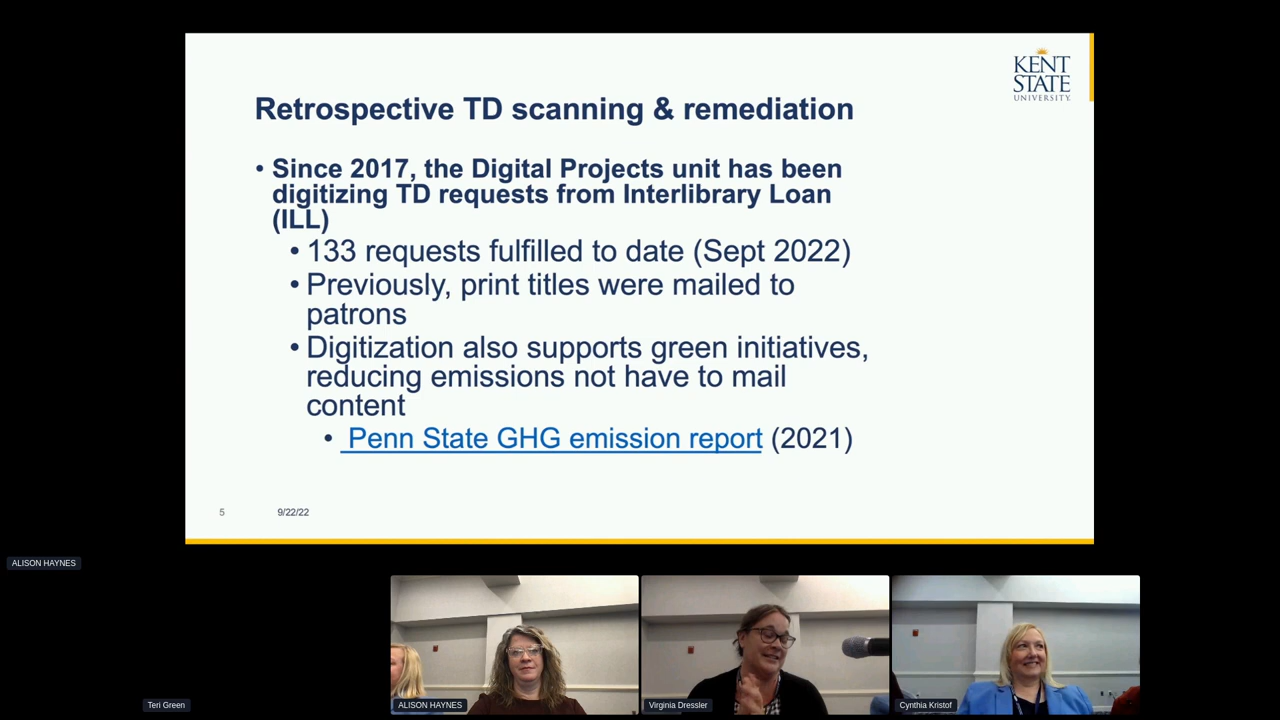 KENT
STATE
UNIVERSITY
Retrospective TD scanning & remediation
• Since 2017, the Digital Projects unit has been
digitizing TD requests from Interlibrary Loan
(ILL)
• 133 requests fulfilled to date (Sept 2022)
• Previously, print titles were mailed to
patrons
• Digitization also supports green initiatives,
reducing emissions not have to mail
content
• Penn State GHG emission report (2021)
5 9/22/22
ALISON HAYNES
Teri Green
ALISON HAYNES
Virginia Dressler
Cynthia Kristof